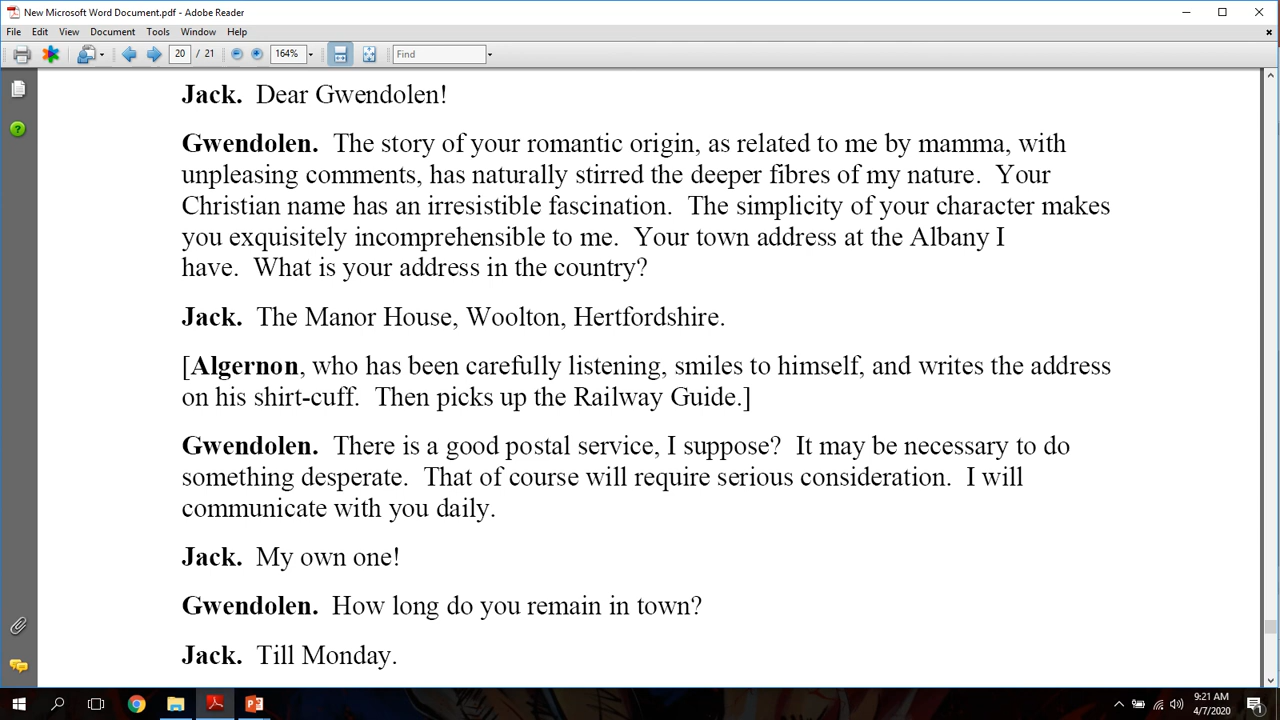 New Microsoft Word Document.pdf - Adobe Reader
File Edit View Document Tools Window Help
20 / 21 164% Find
Jack. Dear Gwendolen!
Gwendolen. The story of your romantic origin, as related to me by mamma, with
unpleasing comments, has naturally stirred the deeper fibres of my nature. Your
Christian name has an irresistible fascination. The simplicity of your character makes
you exquisitely incomprehensible to me. Your town address at the Albany I
have. What is your address in the country?
Jack. The Manor House, Woolton, Hertfordshire.
[Algernon, who has been carefully listening, smiles to himself, and writes the address
on his shirt-cuff. Then picks up the Railway Guide.]
Gwendolen. There is a good postal service, I suppose? It may be necessary to do
something desperate. That of course will require serious consideration. I will
communicate with you daily.
Jack. My own one!
Gwendolen. How long do you remain in town?
Jack. Till Monday.
9:21 AM
4/7/2020